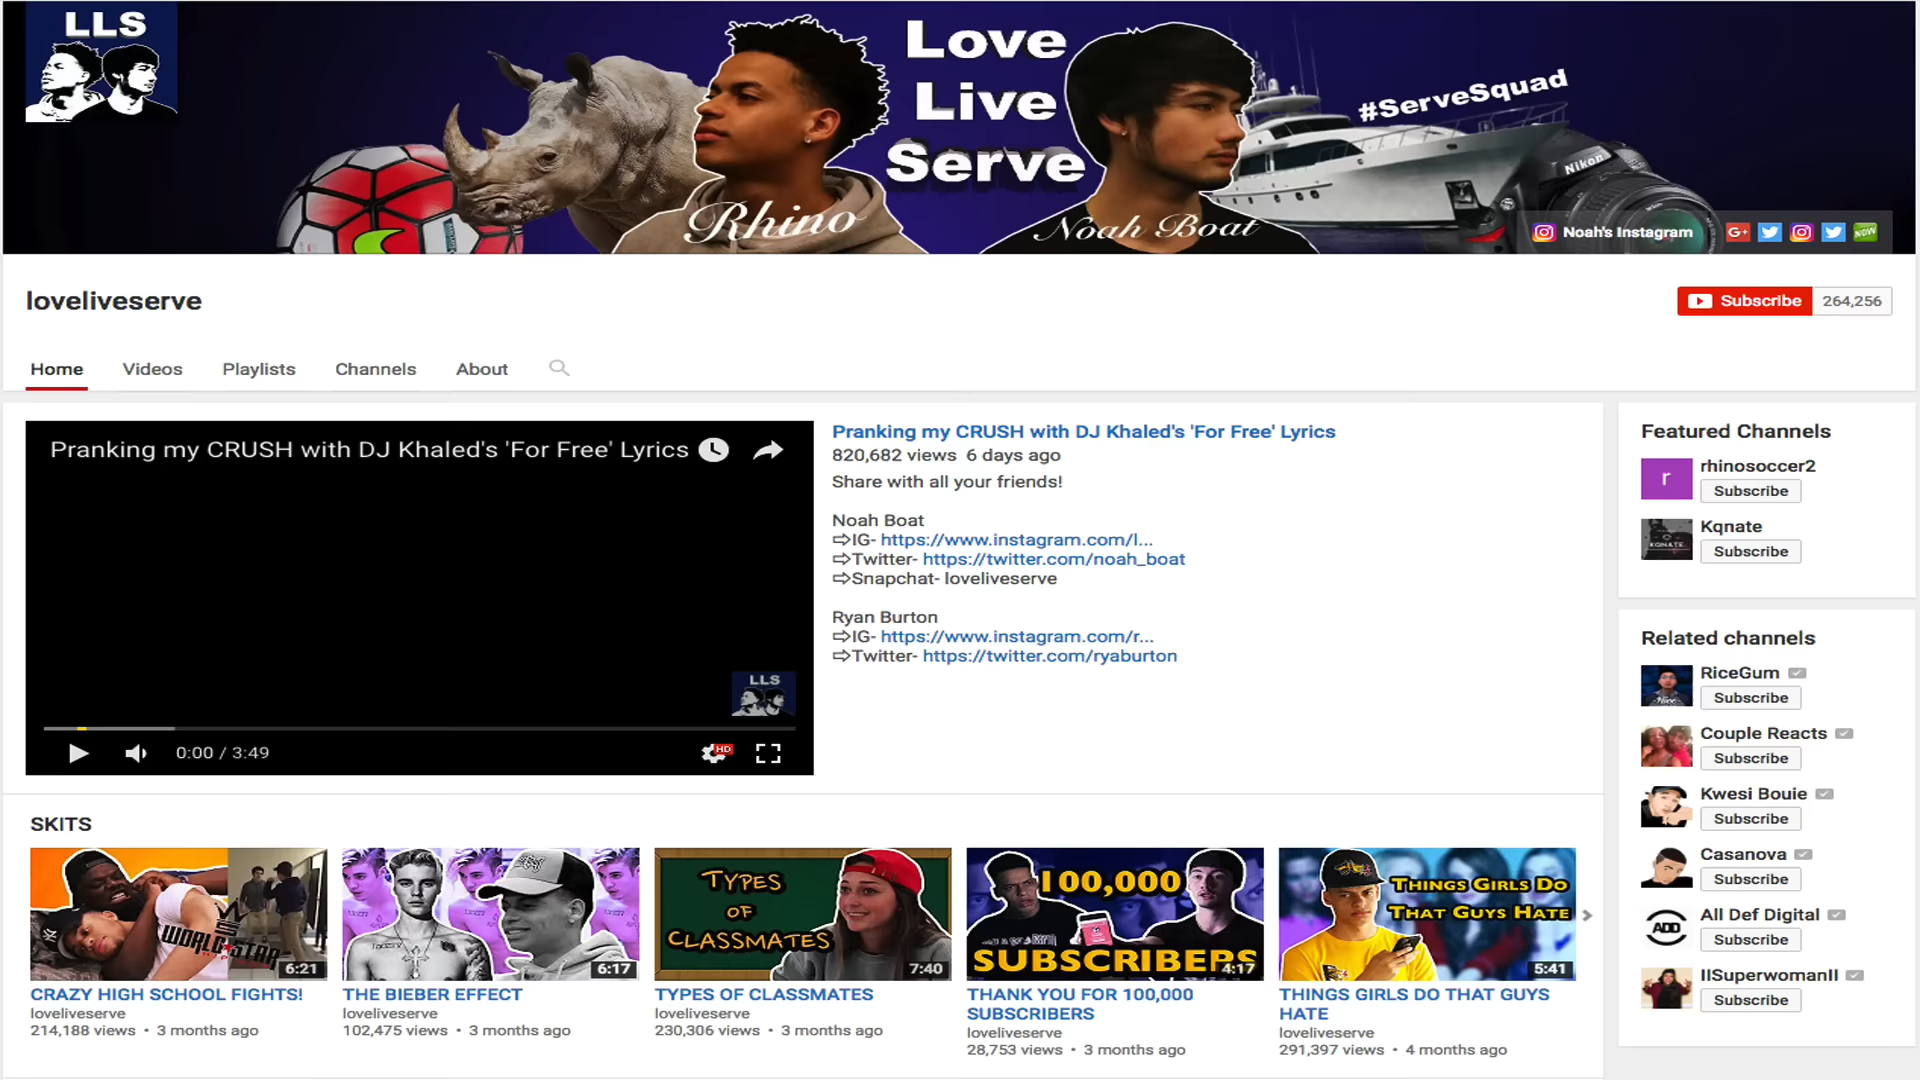 LLS
Love
Live
Serve
#ServeSquad
Nikon
Rhino
Noah Boat
Noah's Instagram
G+
NOW
loveliveserve
Subscribe 264,256
Home Videos Playlists Channels About
Pranking my CRUSH with DJ Khaled's 'For Free' Lyrics
LLS
0:00 / 3:49
HD
Pranking my CRUSH with DJ Khaled's 'For Free' Lyrics
820,682 views 6 days ago
Share with all your friends!
Noah Boat
⇨IG- https://www.instagram.com/l...
⇨Twitter- https://twitter.com/noah_boat
⇨Snapchat- loveliveserve
Ryan Burton
⇨IG- https://www.instagram.com/r...
⇨Twitter- https://twitter.com/ryaburton
Featured Channels
r
rhinosoccer2
Subscribe
KQNATE
Kqnate
Subscribe
Related channels
RiceGum
Subscribe
Couple Reacts
Subscribe
Kwesi Bouie
Subscribe
Casanova
Subscribe
ADD
All Def Digital
Subscribe
IISuperwomanII
Subscribe
SKITS
WORLDSTAR
6:21
CRAZY HIGH SCHOOL FIGHTS!
loveliveserve
214,188 views • 3 months ago
6:17
THE BIEBER EFFECT
loveliveserve
102,475 views • 3 months ago
TYPES
OF
CLASSMATES
7:40
TYPES OF CLASSMATES
loveliveserve
230,306 views • 3 months ago
100,000
SUBSCRIBERS
4:17
THANK YOU FOR 100,000
SUBSCRIBERS
loveliveserve
28,753 views • 3 months ago
THINGS GIRLS DO
THAT GUYS HATE
5:41
THINGS GIRLS DO THAT GUYS
HATE
loveliveserve
291,397 views • 4 months ago